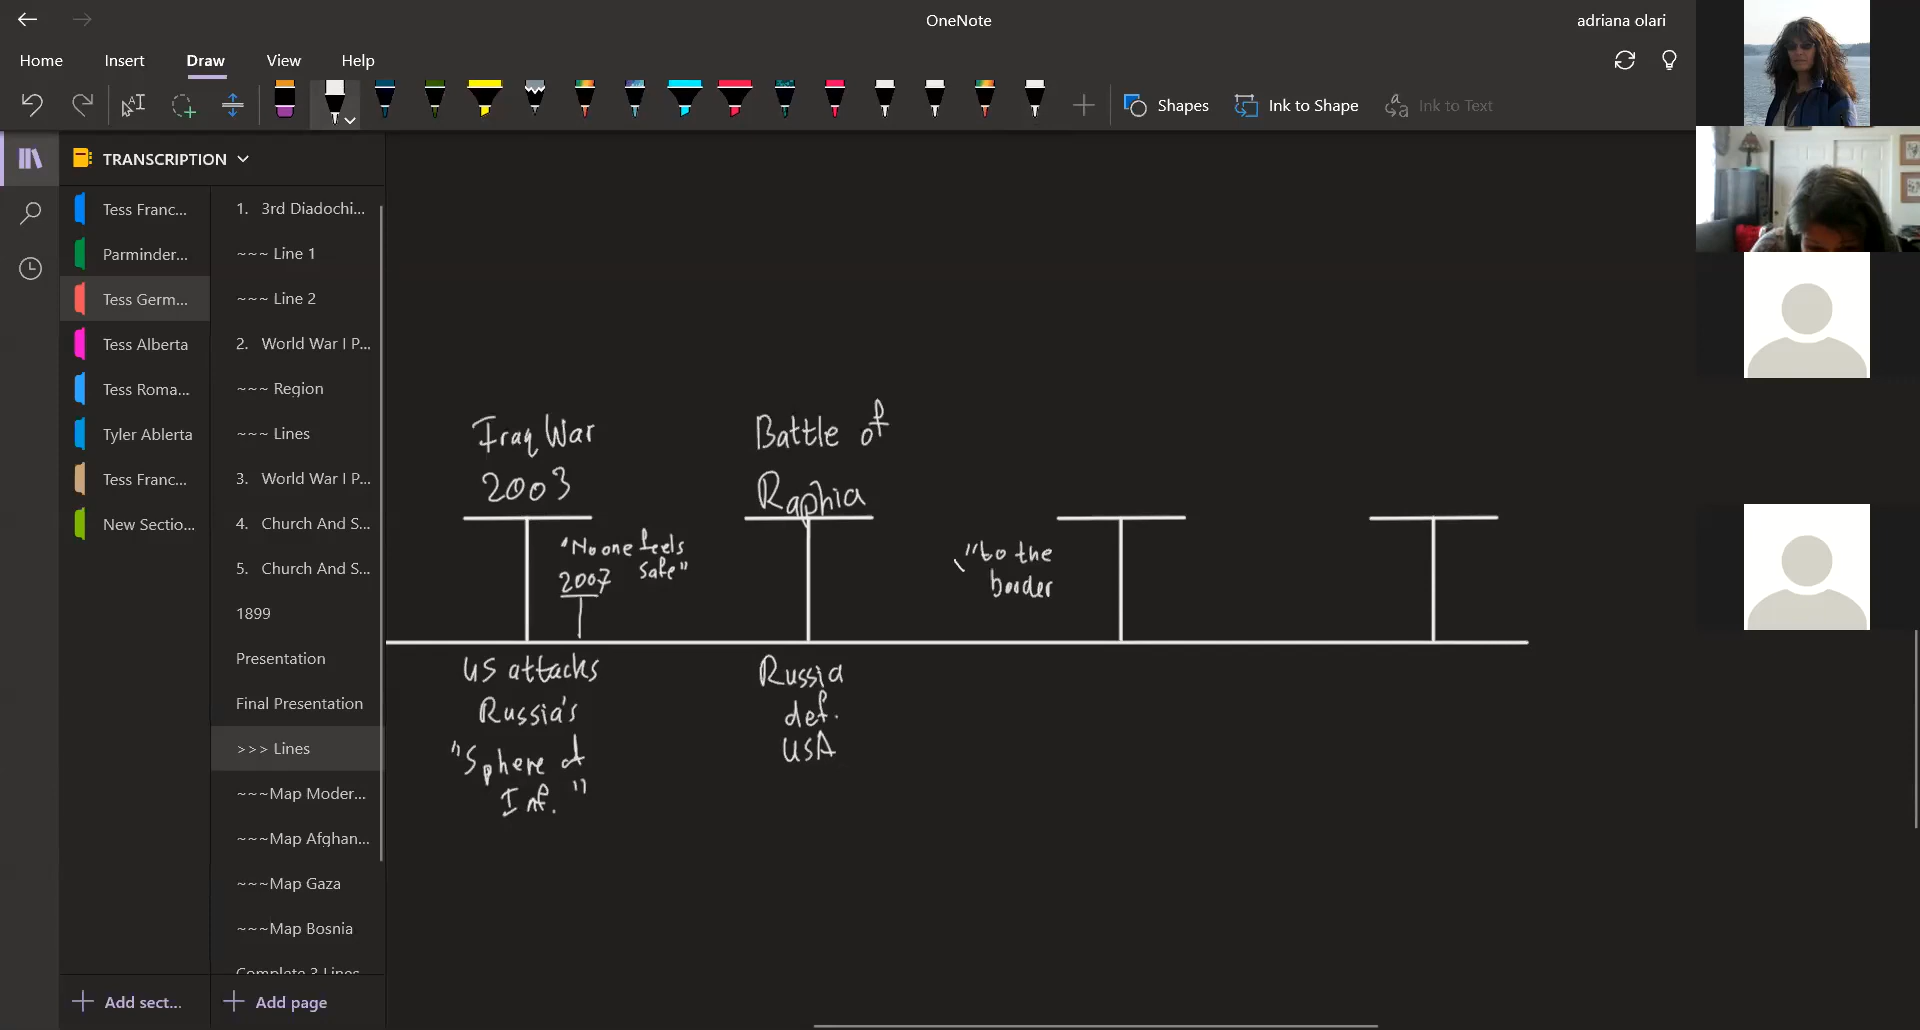 OneNote
adriana olari
Home
Insert
Draw
View
Help
Shapes
Ink to Shape
Ink to Text
TRANSCRIPTION
Tess Franc...
Parminder...
Tess Germ...
Tess Alberta
Tess Roma...
Tyler Ablerta
Tess Franc...
New Sectio...
Add sect...
1. 3rd Diadochi...
~~~ Line 1
~~~ Line 2
2. World War I P...
~~~ Region
~~~ Lines
3. World War I P...
4. Church And S...
5. Church And S...
1899
Presentation
Final Presentation
>>> Lines
~~~Map Moder...
~~~Map Afghan...
~~~Map Gaza
~~~Map Bosnia
Complete 3 Lines
Add page
Iraq War
2003
"No one feels
safe"
2007
US attacks
Russia's
"Sphere of
Inf."
Battle of
Raphia
Russia
def.
USA
"to the
border